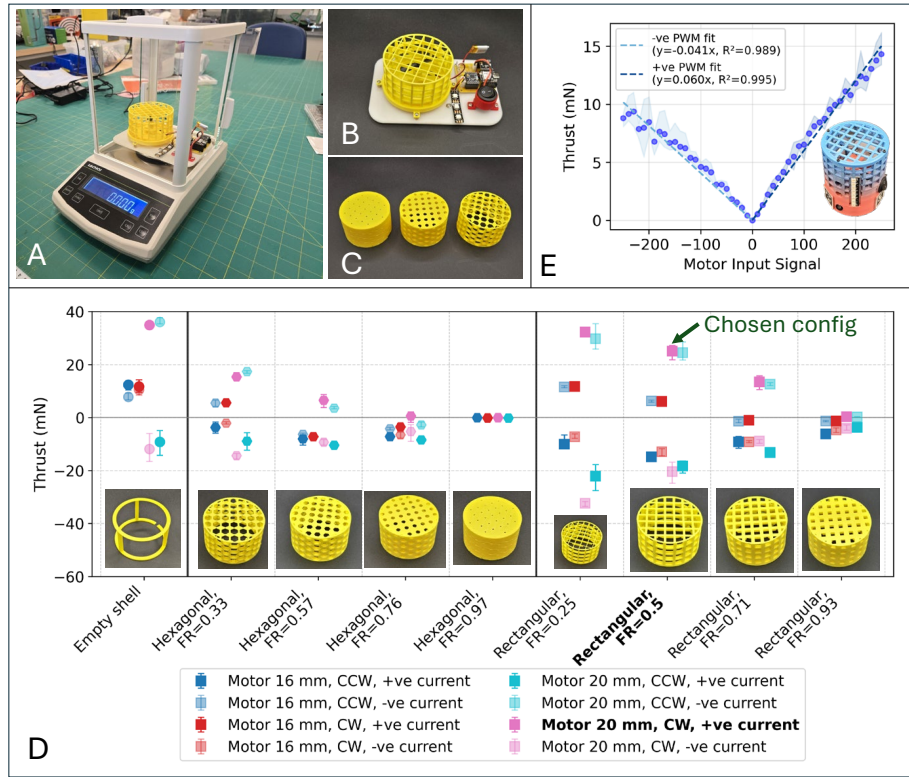 A
B
C
-ve PWM fit
(y=-0.041x, R²=0.989)
+ve PWM fit
(y=0.060x, R²=0.995)
15
10
5
0
Thrust (mN)
−200 −100 0 100 200
Motor Input Signal
E
40
20
0
−20
−40
−60
Thrust (mN)
Chosen config
Empty shell
Hexagonal,
FR=0.33
Hexagonal,
FR=0.57
Hexagonal,
FR=0.76
Hexagonal,
FR=0.97
Rectangular,
FR=0.25
Rectangular,
FR=0.5
Rectangular,
FR=0.71
Rectangular,
FR=0.93
Motor 16 mm, CCW, +ve current
Motor 16 mm, CCW, -ve current
Motor 16 mm, CW, +ve current
Motor 16 mm, CW, -ve current
Motor 20 mm, CCW, +ve current
Motor 20 mm, CCW, -ve current
Motor 20 mm, CW, +ve current
Motor 20 mm, CW, -ve current
D